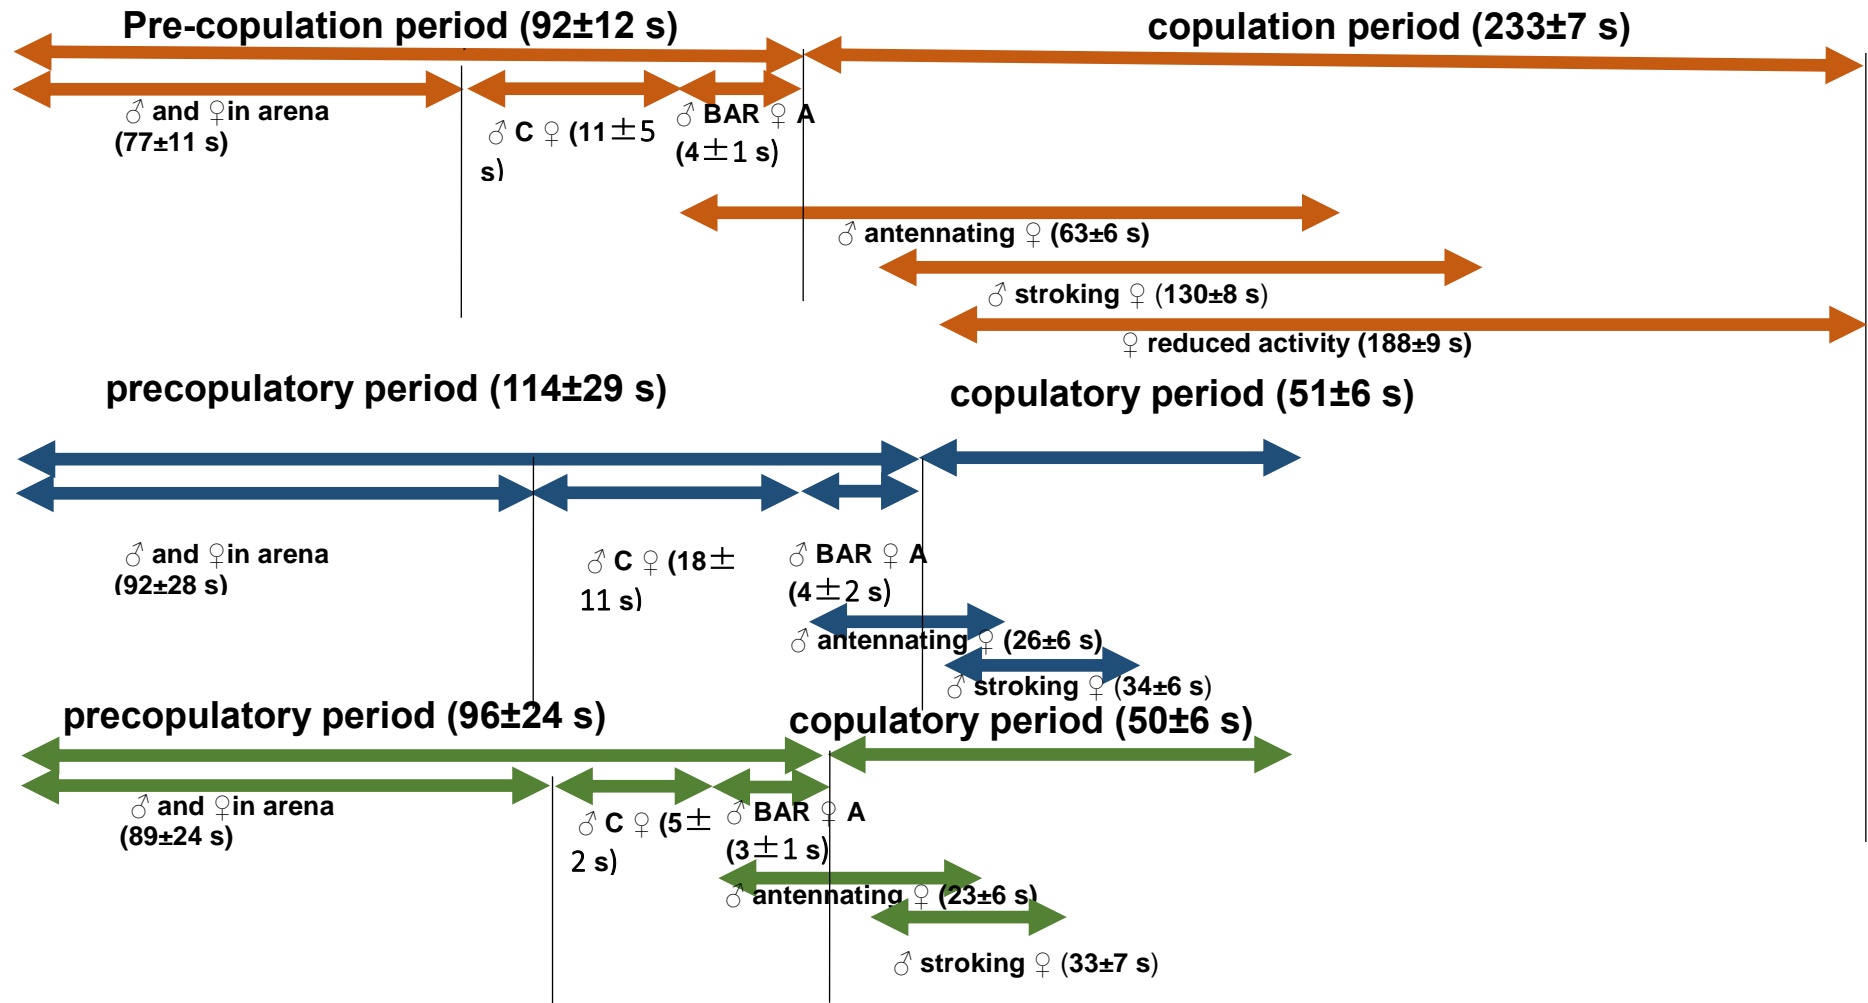 Pre-copulation period (92±12 s)
copulation period (233±7 s)
♂ and ♀in arena
(77±11 s)
♂ C ♀ (11±5
s)
♂ BAR ♀ A
(4±1 s)
♂ antennating ♀ (63±6 s)
♂ stroking ♀ (130±8 s)
♀ reduced activity (188±9 s)
precopulatory period (114±29 s)
copulatory period (51±6 s)
♂ and ♀in arena
(92±28 s)
♂ C ♀ (18±
11 s)
♂ BAR ♀ A
(4±2 s)
♂ antennating ♀ (26±6 s)
♂ stroking ♀ (34±6 s)
precopulatory period (96±24 s)
copulatory period (50±6 s)
♂ and ♀in arena
(89±24 s)
♂ C ♀ (5±
2 s)
♂ BAR ♀ A
(3±1 s)
♂ antennating ♀ (23±6 s)
♂ stroking ♀ (33±7 s)